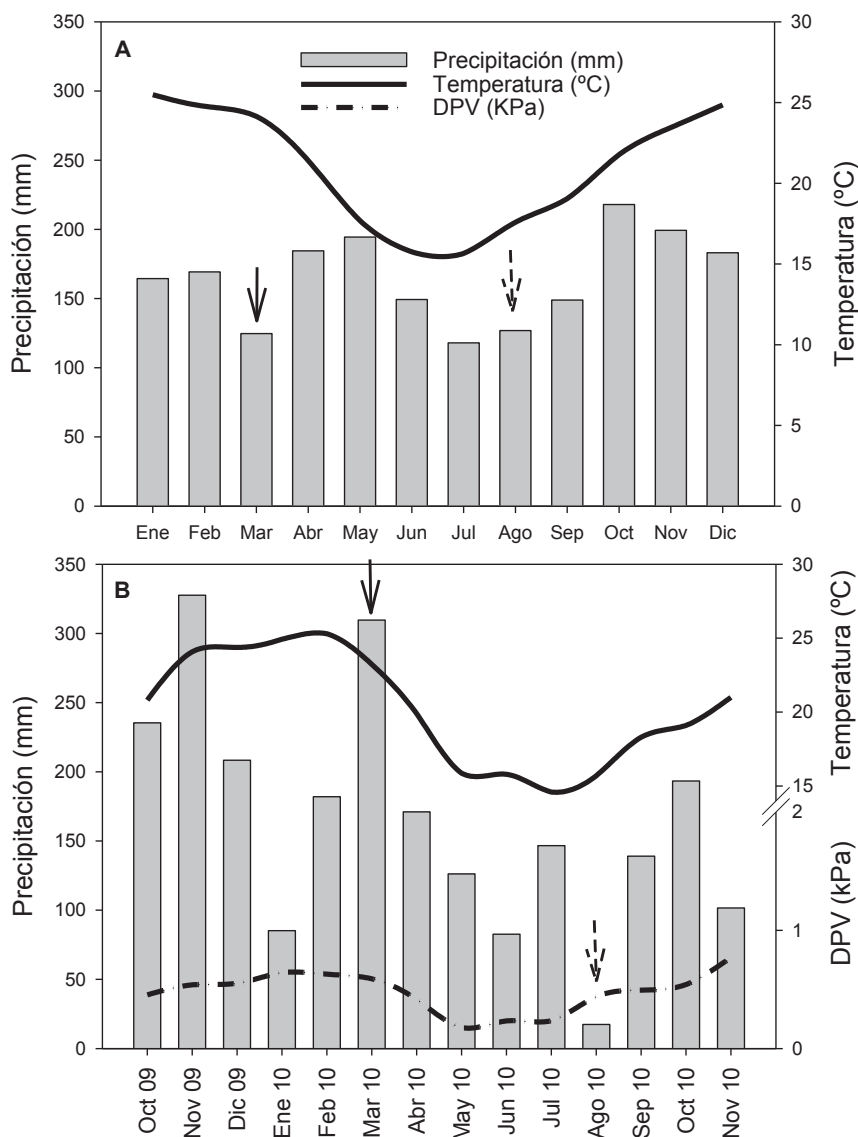 A
Precipitación (mm)
Temperatura (ºC)
DPV (KPa)
350
300
250
200
150
100
50
0
Precipitación (mm)
30
25
20
15
10
5
0
Temperatura (ºC)
Ene Feb Mar Abr May Jun Jul Ago Sep Oct Nov Dic
B
350
300
250
200
150
100
50
0
Precipitación (mm)
30
25
20
15
Temperatura (ºC)
2
1
0
DPV (kPa)
Oct 09
Nov 09
Dic 09
Ene 10
Feb 10
Mar 10
Abr 10
May 10
Jun 10
Jul 10
Ago 10
Sep 10
Oct 10
Nov 10